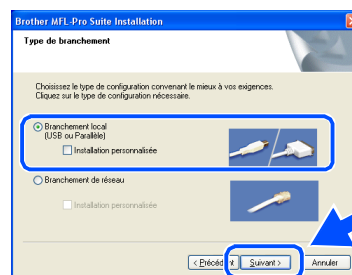 Brother MFL-Pro Suite Installation
Type de branchement
Choisissez le type de configuration convenant le mieux à vos exigences.
Cliquez sur le type de configuration nécessaire.
Branchement local
(USB ou Parallèle)
Installation personnalisée
Branchement de réseau
Installation personnalisée
< Précédent
Suivant >
Annuler